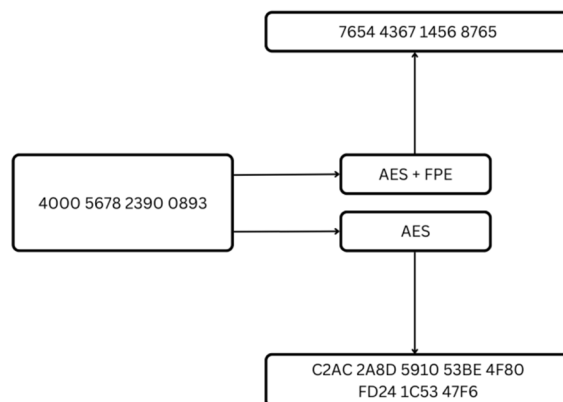 7654 4367 1456 8765
4000 5678 2390 0893
AES + FPE
AES
C2AC 2A8D 5910 53BE 4F80
FD24 1C53 47F6